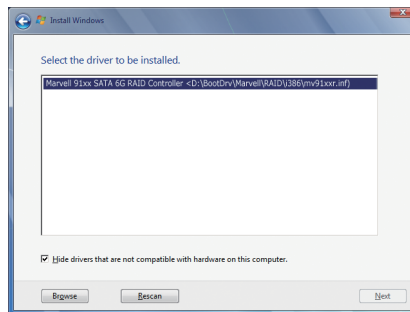 Install Windows
Select the driver to be installed.
Marvell 91xx SATA 6G RAID Controller <D:\BootDrv\Marvell\RAID\i386\mv91xxr.inf)
Hide drivers that are not compatible with hardware on this computer.
Browse Rescan Next